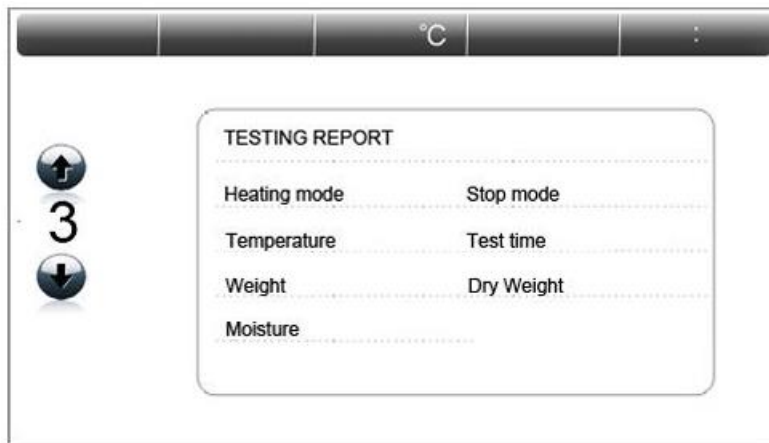 °C :
TESTING REPORT
Heating mode Stop mode
3
Temperature Test time
Weight Dry Weight
Moisture